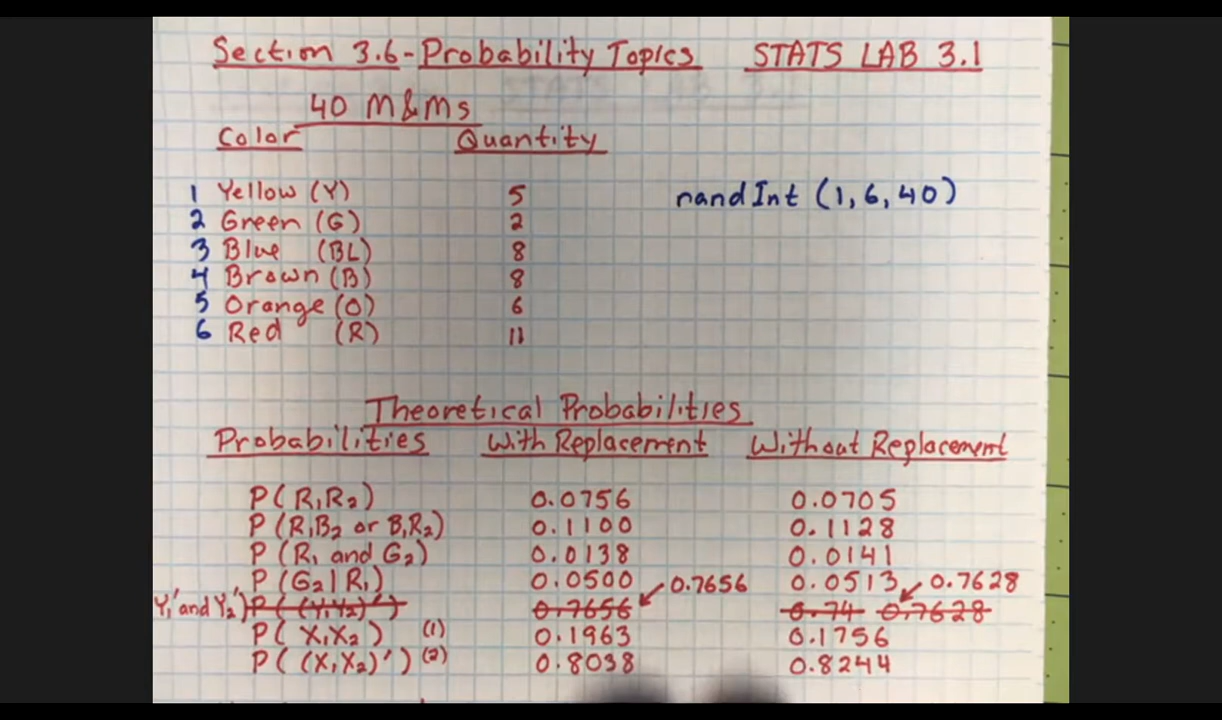 Section 3.6-Probability Topics STATS LAB 3.1
40 M&Ms
Color Quantity
1 Yellow (Y) 5 randInt (1,6,40)
2 Green (G) 2
3 Blue (BL) 8
4 Brown (B) 8
5 Orange (O) 6
6 Red (R) 11
Theoretical Probabilities
Probabilities With Replacement Without Replacement
P(R₁R₂) 0.0756 0.0705
P(R₁B₂ or B₁R₂) 0.1100 0.1128
P(R₁ and G₂) 0.0138 0.0141
P(G₂|R₁) 0.0500 0.7656 0.0513 0.7628
Y₁' and Y₂') P((Y₁Y₂)') 0.7656 0.74 0.7628
P(X₁X₂) (1) 0.1963 0.1756
P((X₁X₂)') (2) 0.8038 0.8244